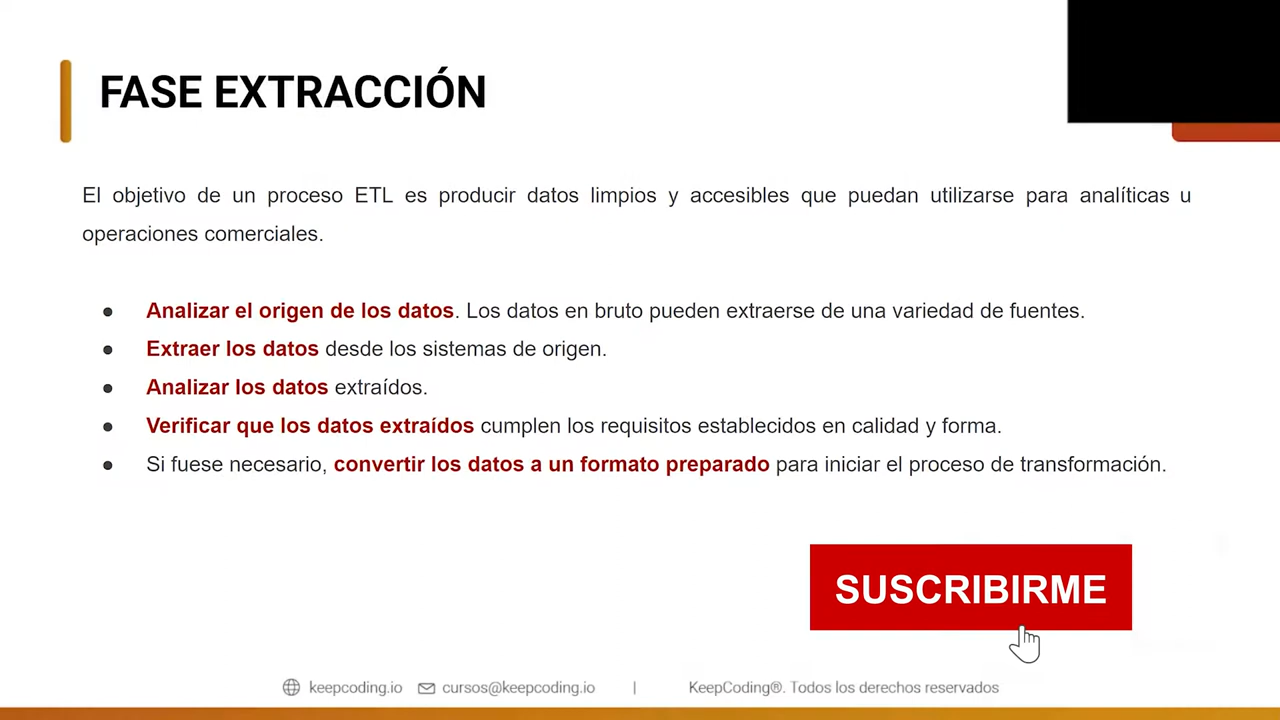 FASE EXTRACCIÓN
El objetivo de un proceso ETL es producir datos limpios y accesibles que puedan utilizarse para analíticas u
operaciones comerciales.
● Analizar el origen de los datos. Los datos en bruto pueden extraerse de una variedad de fuentes.
● Extraer los datos desde los sistemas de origen.
● Analizar los datos extraídos.
● Verificar que los datos extraídos cumplen los requisitos establecidos en calidad y forma.
● Si fuese necesario, convertir los datos a un formato preparado para iniciar el proceso de transformación.
SUSCRIBIRME
keepcoding.io cursos@keepcoding.io | KeepCoding®. Todos los derechos reservados